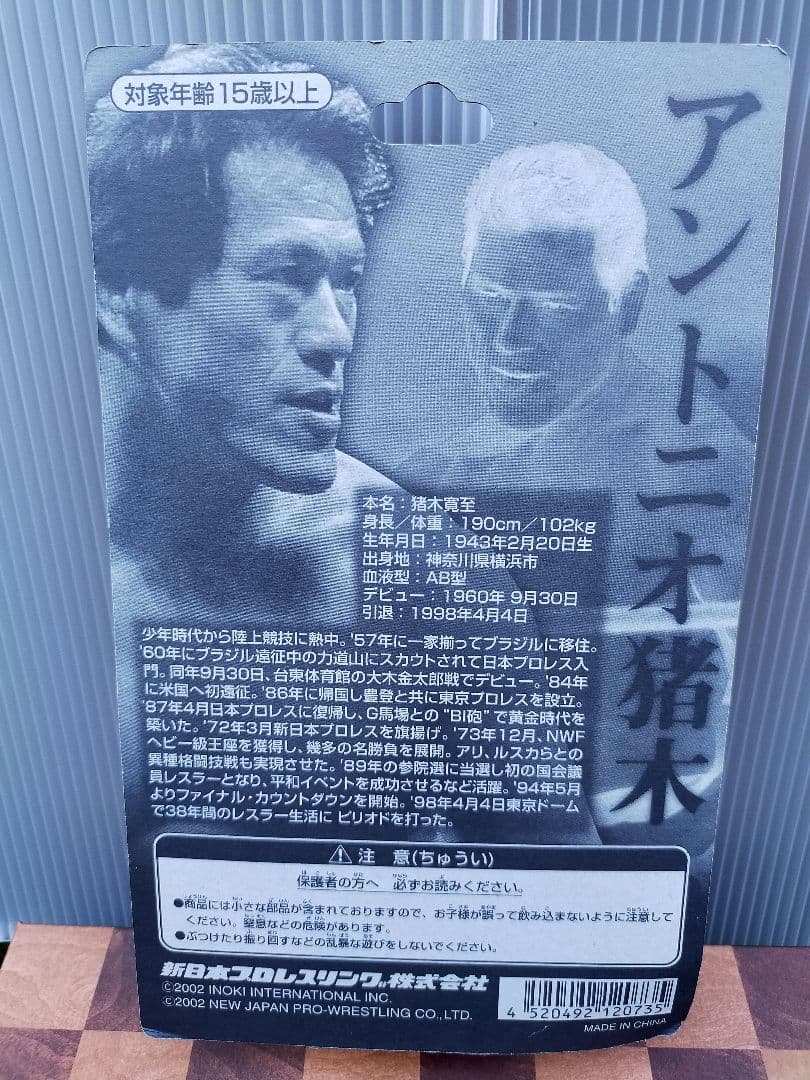 対象年齢15歳以上
アントニオ猪木
本名：猪木寛至
身長／体重：190cm／102kg
生年月日：1943年2月20日生
出身地：神奈川県横浜市
血液型：AB型
デビュー：1960年 9月30日
引退：1998年4月4日
少年時代から陸上競技に熱中。'57年に一家揃ってブラジルに移住。
'60年にブラジル遠征中の力道山にスカウトされて日本プロレス入
門。同年9月30日、台東体育館の大木金太郎戦でデビュー。'84年
に米国へ初遠征。'86年に帰国し豊登と共に東京プロレスを設立。
'87年4月日本プロレスに復帰し、G馬場との "BI砲" で黄金時代を
築いた。'72年3月新日本プロレスを旗揚げ。'73年12月、NWF
ヘビー級王座を獲得し、幾多の名勝負を展開。アリ、ルスカらとの
異種格闘技戦も実現させた。'89年の参院選に当選し初の国会議
員レスラーとなり、平和イベントを成功させるなど活躍。'94年5月
よりファイナル・カウントダウンを開始。'98年4月4日東京ドーム
で38年間のレスラー生活に ピリオドを打った。
⚠注 意(ちゅうい)
保護者の方へ 必ずお読みください。
●商品には小さな部品が含まれておりますので、お子様が誤って飲み込まないように注意して
ください。窒息などの危険があります。
●ぶつけたり振り回すなどの乱暴な遊びをしないでください。
新日本プロレスリング株式会社
©2002 INOKI INTERNATIONAL INC.
©2002 NEW JAPAN PRO-WRESTLING CO., LTD.
4 520492 120735
MADE IN CHINA